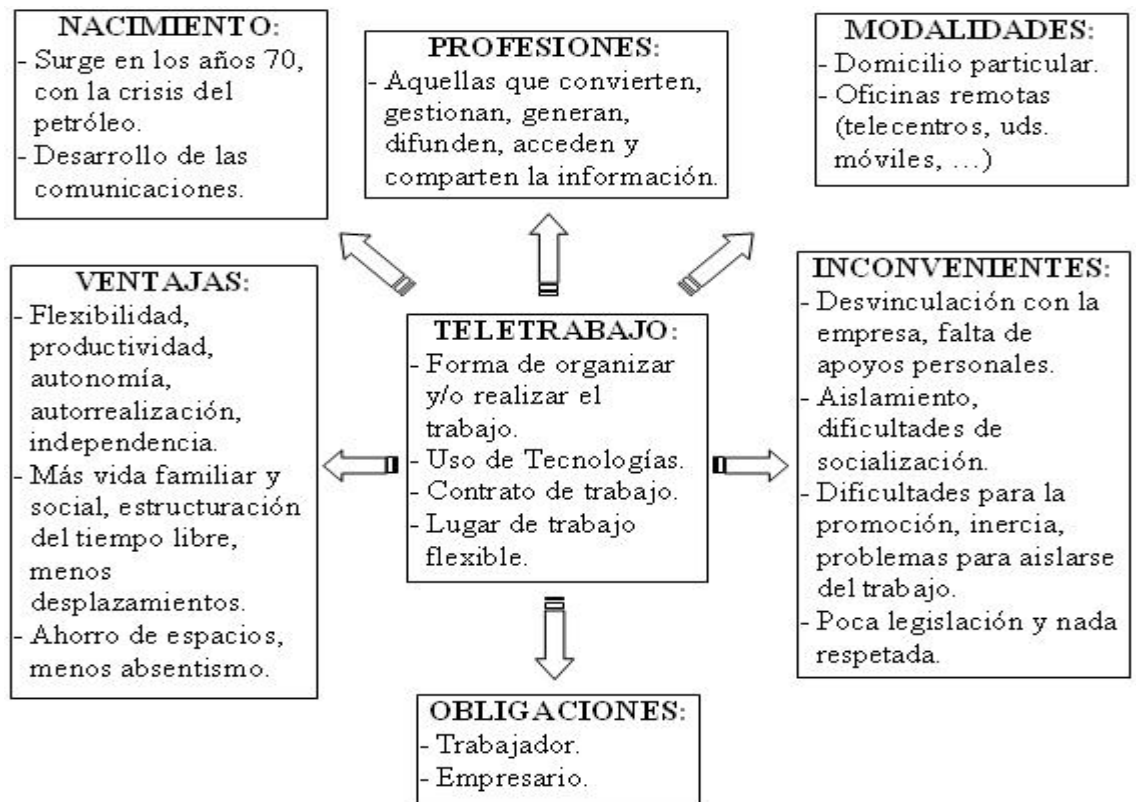 NACIMIENTO:
- Surge en los años 70,
con la crisis del
petróleo.
- Desarrollo de las
comunicaciones.
PROFESIONES:
- Aquellas que convierten,
gestionan, generan,
difunden, acceden y
comparten la información.
MODALIDADES:
- Domicilio particular.
- Oficinas remotas
(telecentros, uds.
móviles, ...)
VENTAJAS:
- Flexibilidad,
productividad,
autonomía,
autorrealización,
independencia.
- Más vida familiar y
social, estructuración
del tiempo libre,
menos
desplazamientos.
- Ahorro de espacios,
menos absentismo.
TELETRABAJO:
- Forma de organizar
y/o realizar el
trabajo.
- Uso de Tecnologías.
- Contrato de trabajo.
- Lugar de trabajo
flexible.
INCONVENIENTES:
- Desvinculación con la
empresa, falta de
apoyos personales.
- Aislamiento,
dificultades de
socialización.
- Dificultades para la
promoción, inercia,
problemas para aislarse
del trabajo.
- Poca legislación y nada
respetada.
OBLIGACIONES:
- Trabajador.
- Empresario.